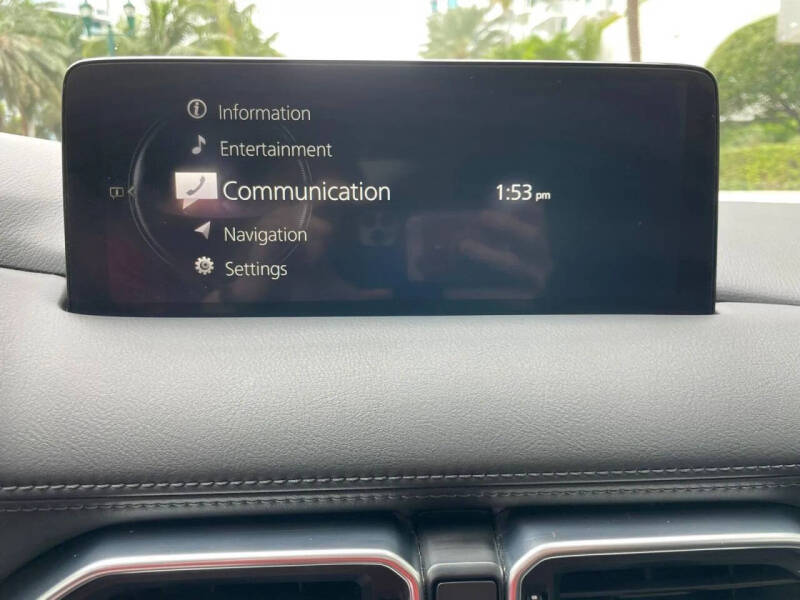 Information
Entertainment
Communication
1:53 pm
Navigation
Settings